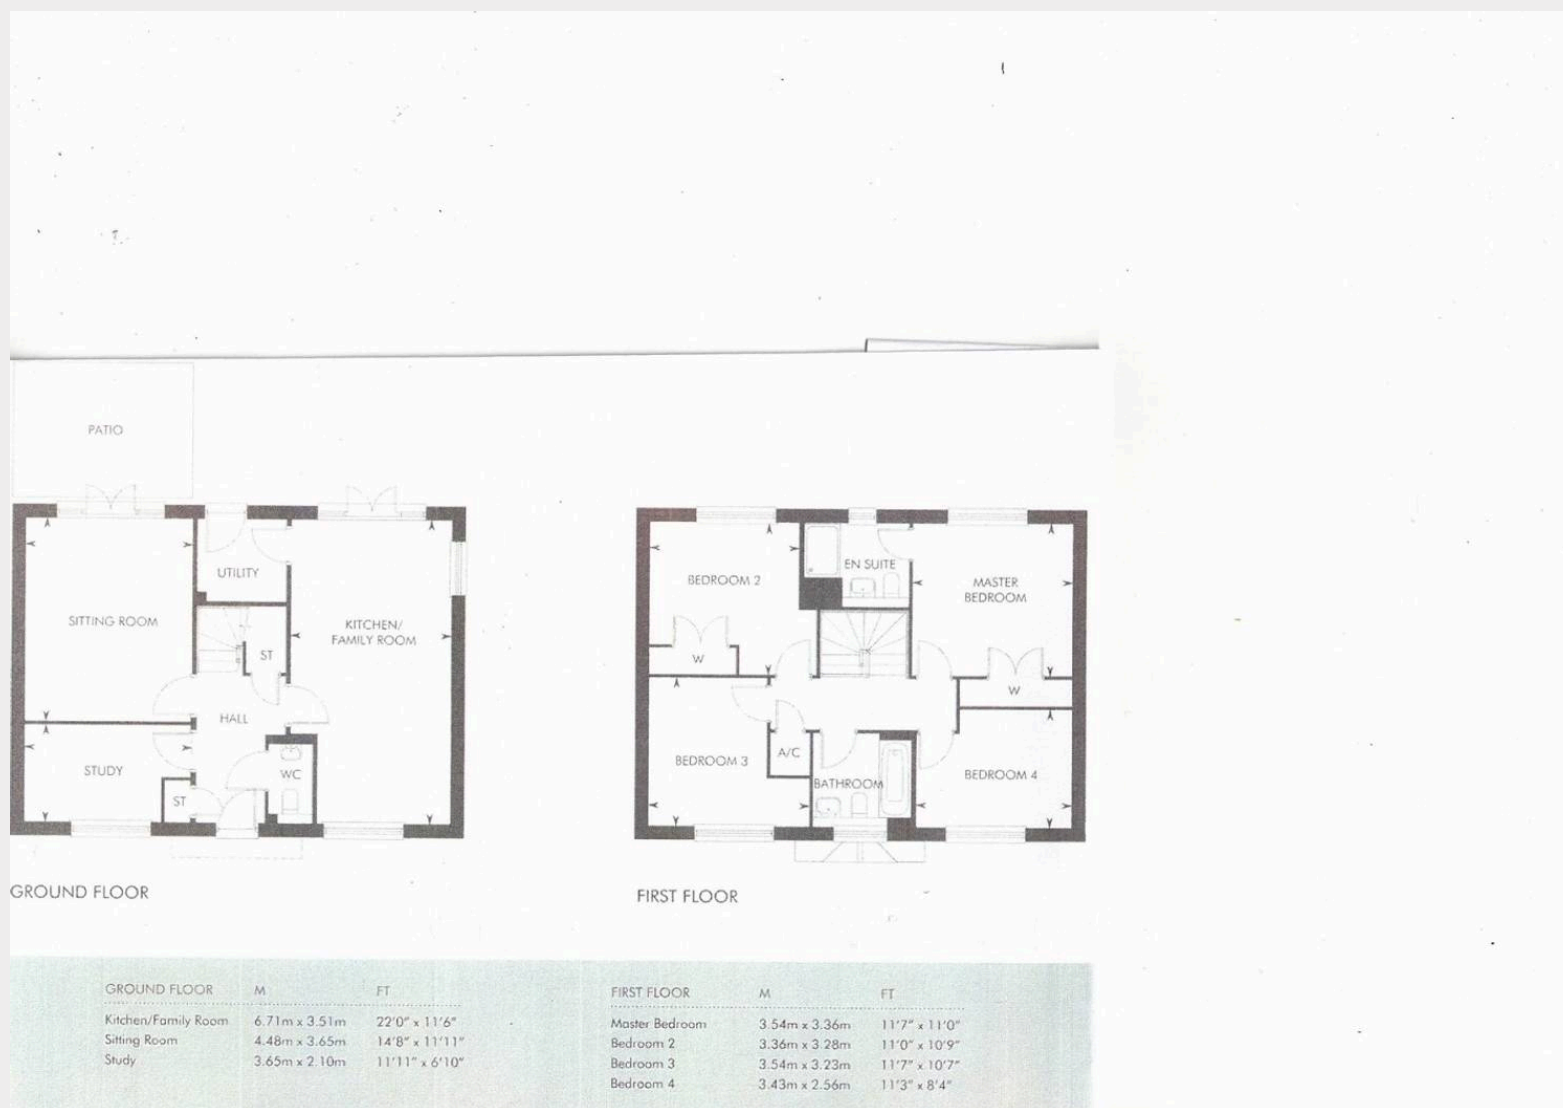 PATIO
UTILITY
SITTING ROOM
KITCHEN/
FAMILY ROOM
ST
HALL
STUDY
WC
ST
GROUND FLOOR
BEDROOM 2
EN SUITE
MASTER
BEDROOM
W
W
BEDROOM 3
A/C
BATHROOM
BEDROOM 4
FIRST FLOOR
GROUND FLOOR M FT
Kitchen/Family Room 6.71m x 3.51m 22'0" x 11'6"
Sitting Room 4.48m x 3.65m 14'8" x 11'11"
Study 3.65m x 2.10m 11'11" x 6'10"
FIRST FLOOR M FT
Master Bedroom 3.54m x 3.36m 11'7" x 11'0"
Bedroom 2 3.36m x 3.28m 11'0" x 10'9"
Bedroom 3 3.54m x 3.23m 11'7" x 10'7"
Bedroom 4 3.43m x 2.56m 11'3" x 8'4"